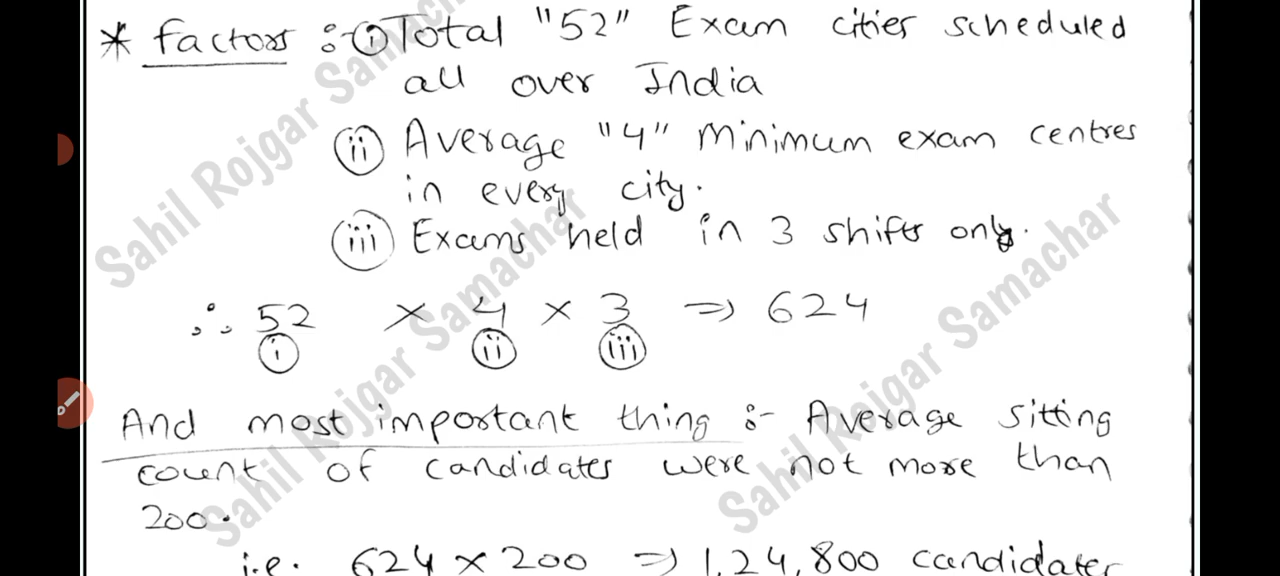 * factors :- (i) Total "52" Exam cities scheduled
all over India
(ii) Average "4" Minimum exam centres
in every city.
(iii) Exams held in 3 shifts only.
∴ 52 × 4 × 3 => 624
(i) (ii) (iii)
And most important thing :- Average sitting
count of candidates were not more than
200.
i.e. 624 × 200 => 1,24,800 candidates
Sahil Rojgar Samachar
Sahil Rojgar Samachar
Sahil Rojgar Samachar